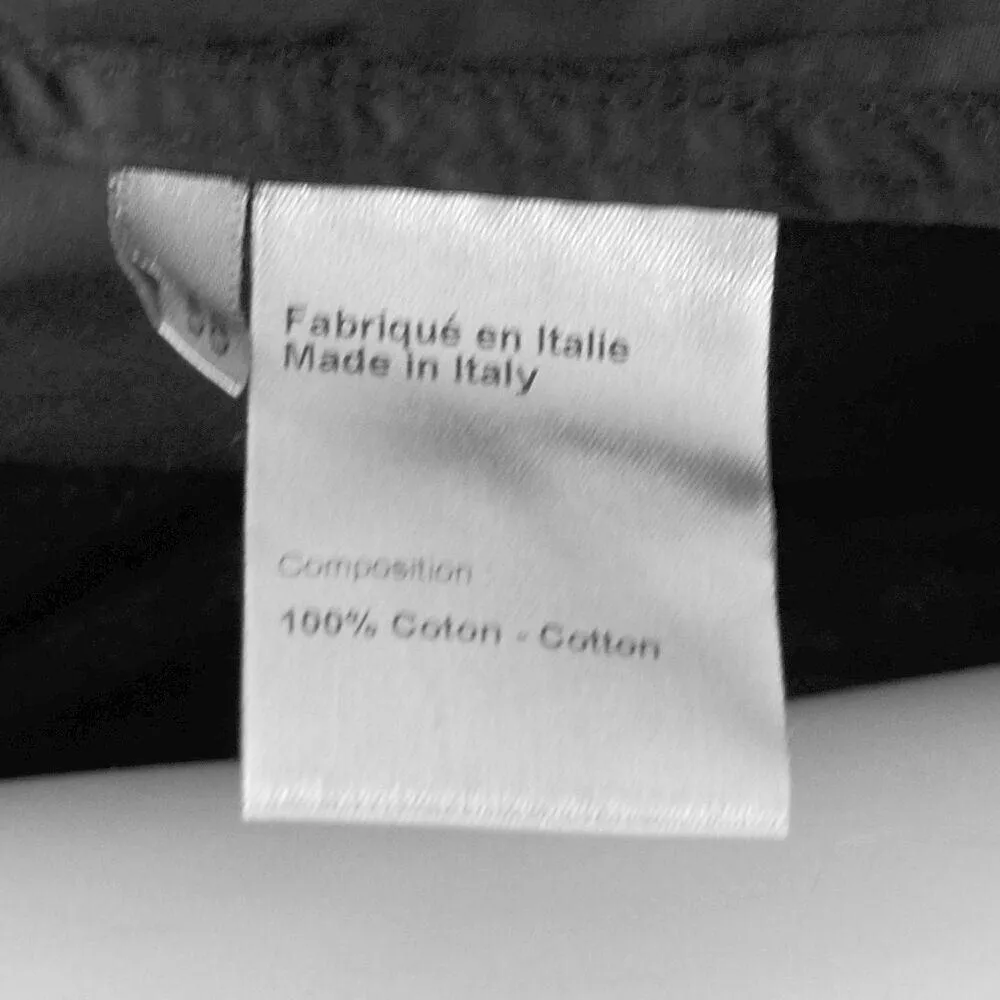 Fabriqué en Italie
Made in Italy
Composition :
100% Coton - Cotton